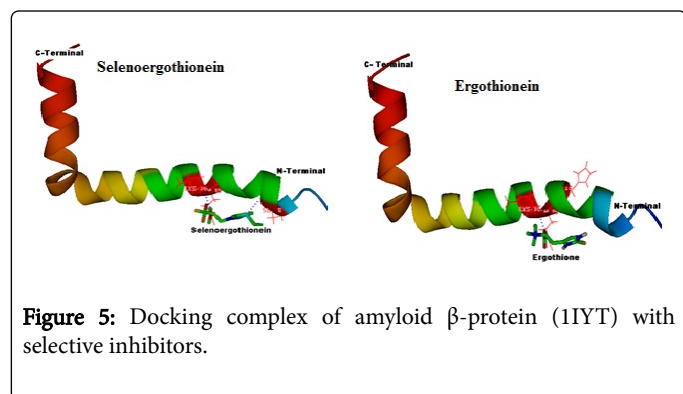 C-Terminal
Selenoergothionein
N-Terminal
Selenoergothionein
C- Terminal
Ergothionein
N-Terminal
Ergothione
Figure 5: Docking complex of amyloid β-protein (1IYT) with
selective inhibitors.